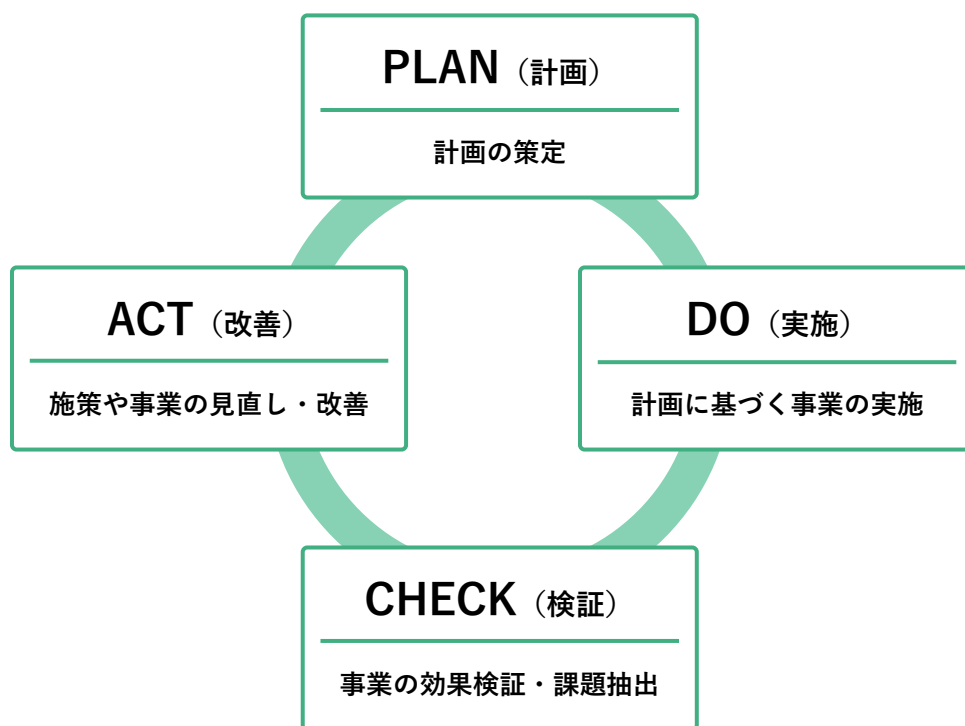 PLAN（計画）
計画の策定
ACT（改善）
施策や事業の見直し・改善
DO（実施）
計画に基づく事業の実施
CHECK（検証）
事業の効果検証・課題抽出